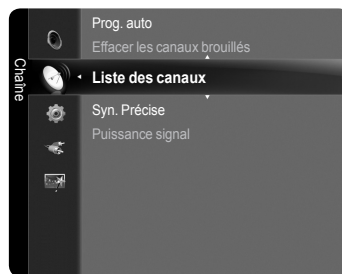 Chaîne
Prog. auto
Effacer les canaux brouillés
Liste des canaux
Syn. Précise
Puissance signal